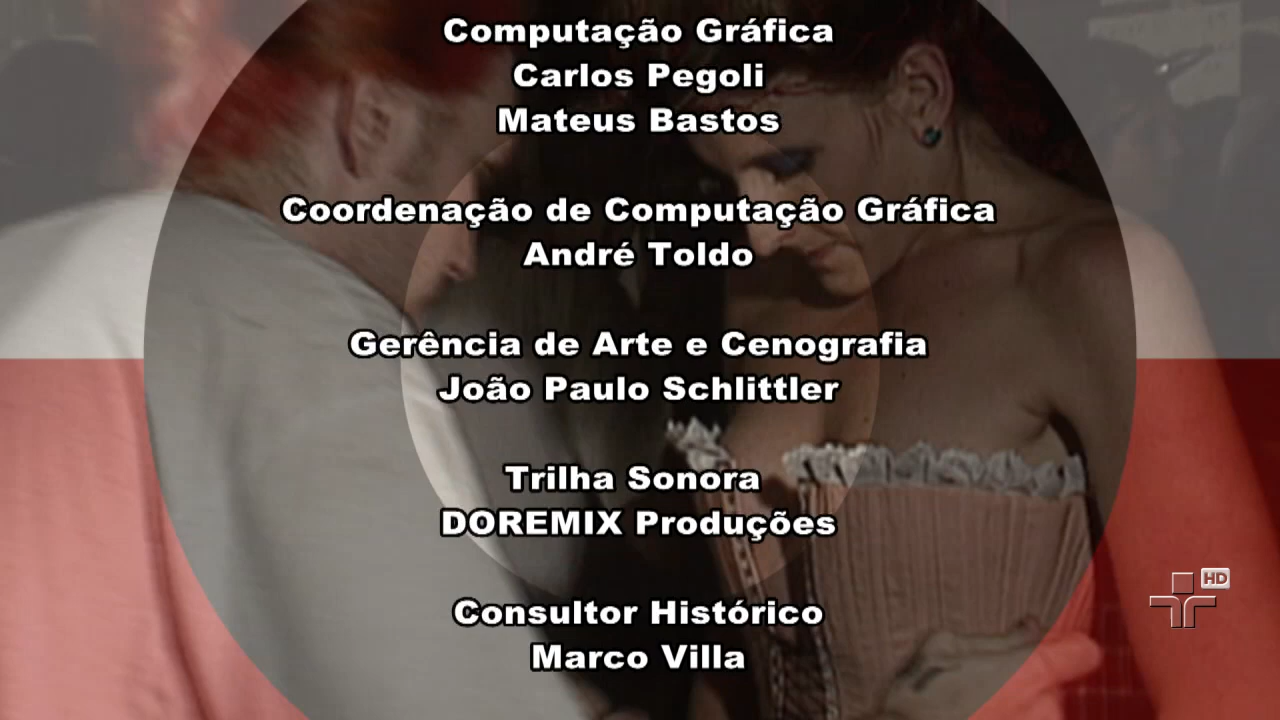 Computação Gráfica
Carlos Pegoli
Mateus Bastos
Coordenação de Computação Gráfica
André Toldo
Gerência de Arte e Cenografia
João Paulo Schlittler
Trilha Sonora
DOREMIX Produções
Consultor Histórico
Marco Villa
HD